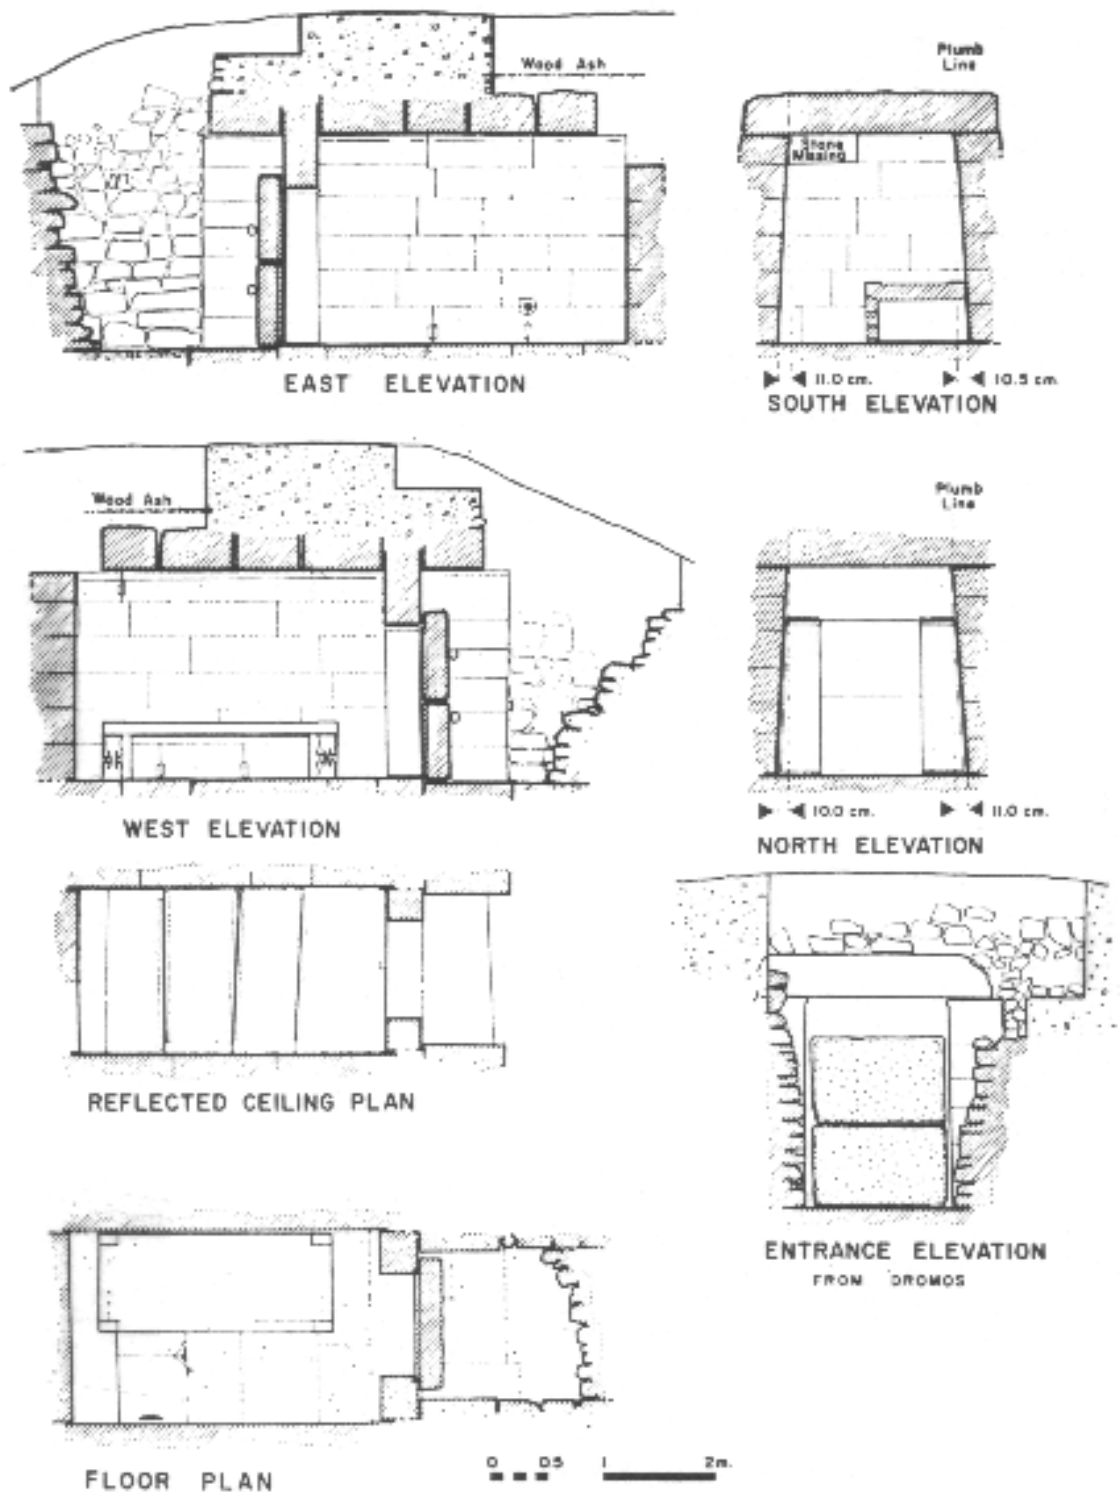 Wood Ash
EAST ELEVATION
Plumb
Line
Stone
Missing
11.0 cm.
10.5 cm.
SOUTH ELEVATION
Wood Ash
WEST ELEVATION
Plumb
Line
10.0 cm.
11.0 cm.
NORTH ELEVATION
REFLECTED CEILING PLAN
ENTRANCE ELEVATION
FROM DROMOS
FLOOR PLAN
0 0.5 1 2m.